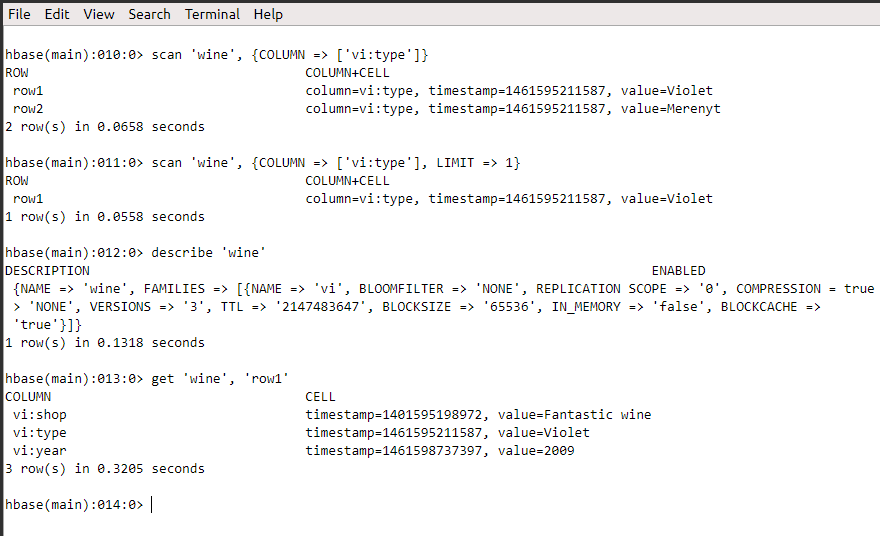 File Edit View Search Terminal Help
hbase(main):010:0> scan 'wine', {COLUMN => ['vi:type']}
ROW COLUMN+CELL
row1 column=vi:type, timestamp=1461595211587, value=Violet
row2 column=vi:type, timestamp=1461595211587, value=Merenyt
2 row(s) in 0.0658 seconds
hbase(main):011:0> scan 'wine', {COLUMN => ['vi:type'], LIMIT => 1}
ROW COLUMN+CELL
row1 column=vi:type, timestamp=1461595211587, value=Violet
1 row(s) in 0.0558 seconds
hbase(main):012:0> describe 'wine'
DESCRIPTION ENABLED
{NAME => 'wine', FAMILIES => [{NAME => 'vi', BLOOMFILTER => 'NONE', REPLICATION SCOPE => '0', COMPRESSION = true
> 'NONE', VERSIONS => '3', TTL => '2147483647', BLOCKSIZE => '65536', IN_MEMORY => 'false', BLOCKCACHE =>
'true'}]}
1 row(s) in 0.1318 seconds
hbase(main):013:0> get 'wine', 'row1'
COLUMN CELL
vi:shop timestamp=1401595198972, value=Fantastic wine
vi:type timestamp=1461595211587, value=Violet
vi:year timestamp=1461598737397, value=2009
3 row(s) in 0.3205 seconds
hbase(main):014:0>